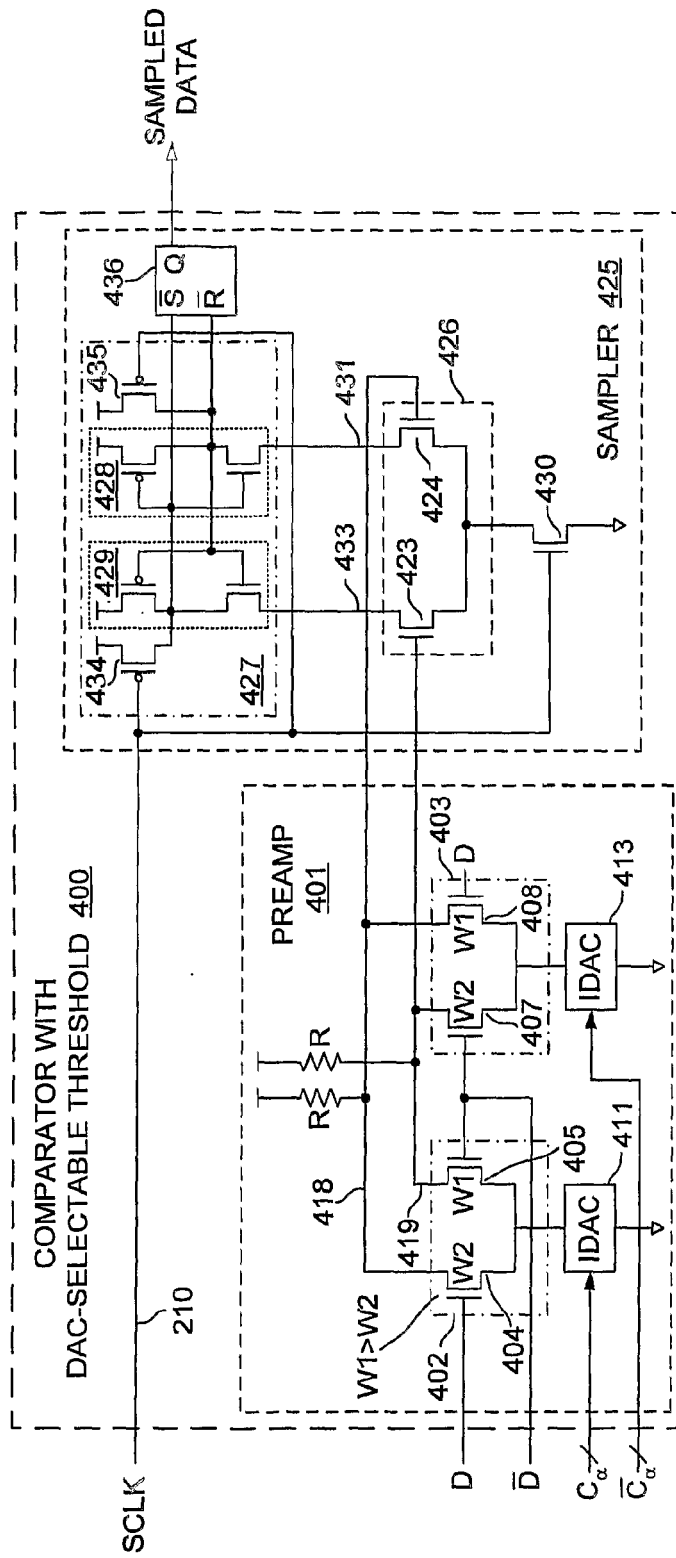 COMPARATOR WITH
DAC-SELECTABLE THRESHOLD 400
SCLK
210
SAMPLED
DATA
436
S̅ Q
R̅
435
428
429
434
427
431
433
426
424
423
430
SAMPLER 425
PREAMP
401
R
R
418
419
403
D
W2
W1
W2
W1
408
407
405
404
W1>W2
402
413
IDAC
411
IDAC
D
D̅
Cα
C̅α